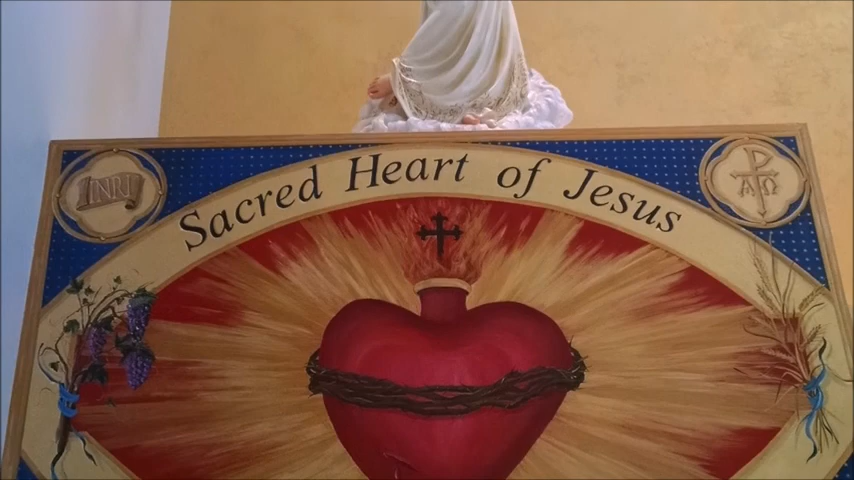 INRI
Sacred Heart of Jesus
Α Ω